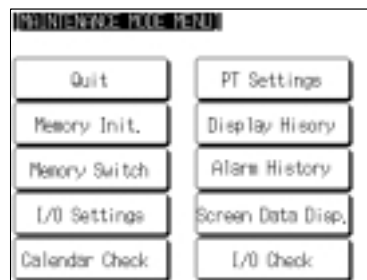 [MAINTENANCE MODE MENU]
Quit
PT Settings
Memory Init.
Display Hisory
Memory Switch
Alarm History
I/O Settings
Screen Data Disp.
Calendar Check
I/O Check